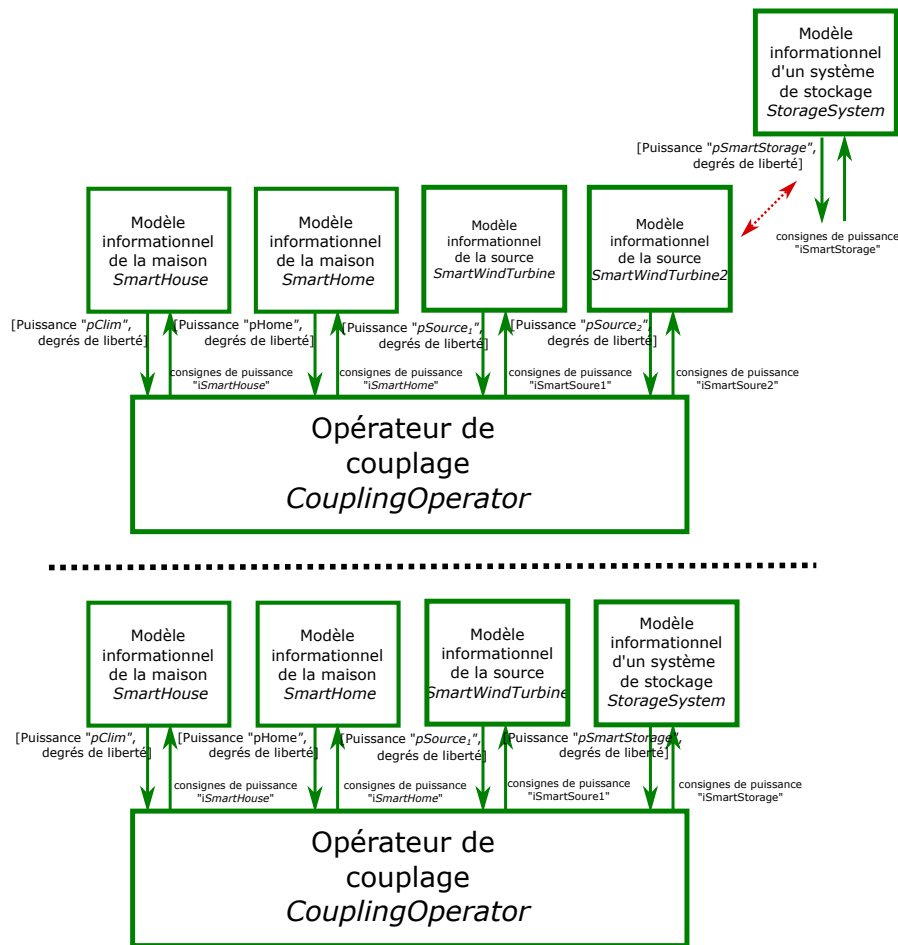 Modèle
informationnel
d'un système
de stockage
StorageSystem
[Puissance "pSmartStorage",
degrés de liberté]
consignes de puissance
"iSmartStorage"
Modèle
informationnel
de la maison
SmartHouse
Modèle
informationnel
de la maison
SmartHome
Modèle
informationnel
de la source
SmartWindTurbine
Modèle
informationnel
de la source
SmartWindTurbine2
[Puissance "pClim",
degrés de liberté]
[Puissance "pHome",
degrés de liberté]
[Puissance "pSource₁",
degrés de liberté]
[Puissance "pSource₂",
degrés de liberté]
consignes de puissance
"iSmartHouse"
consignes de puissance
"iSmartHome"
consignes de puissance
"iSmartSoure1"
consignes de puissance
"iSmartSoure2"
Opérateur de
couplage
CouplingOperator
Modèle
informationnel
de la maison
SmartHouse
Modèle
informationnel
de la maison
SmartHome
Modèle
informationnel
de la source
SmartWindTurbine
Modèle
informationnel
d'un système
de stockage
StorageSystem
[Puissance "pClim",
degrés de liberté]
[Puissance "pHome",
degrés de liberté]
[Puissance "pSource₁",
degrés de liberté]
[Puissance "pSmartStorage",
degrés de liberté]
consignes de puissance
"iSmartHouse"
consignes de puissance
"iSmartHome"
consignes de puissance
"iSmartSoure1"
consignes de puissance
"iSmartStorage"
Opérateur de
couplage
CouplingOperator